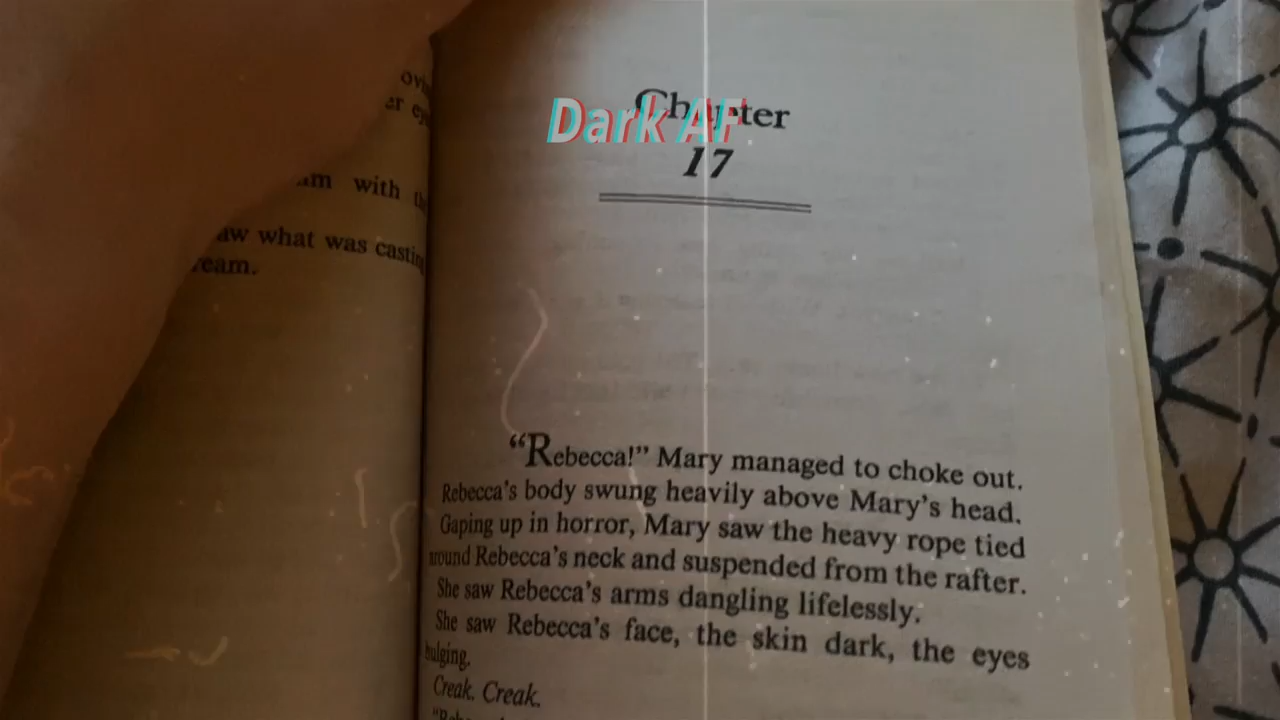 am with
aw what was casting
ream.
Chapter
Dark AF
17
“Rebecca!” Mary managed to choke out.
Rebecca’s body swung heavily above Mary’s head.
Gaping up in horror, Mary saw the heavy rope tied
around Rebecca’s neck and suspended from the rafter.
She saw Rebecca’s arms dangling lifelessly.
She saw Rebecca’s face, the skin dark, the eyes
bulging.
Creak. Creak.